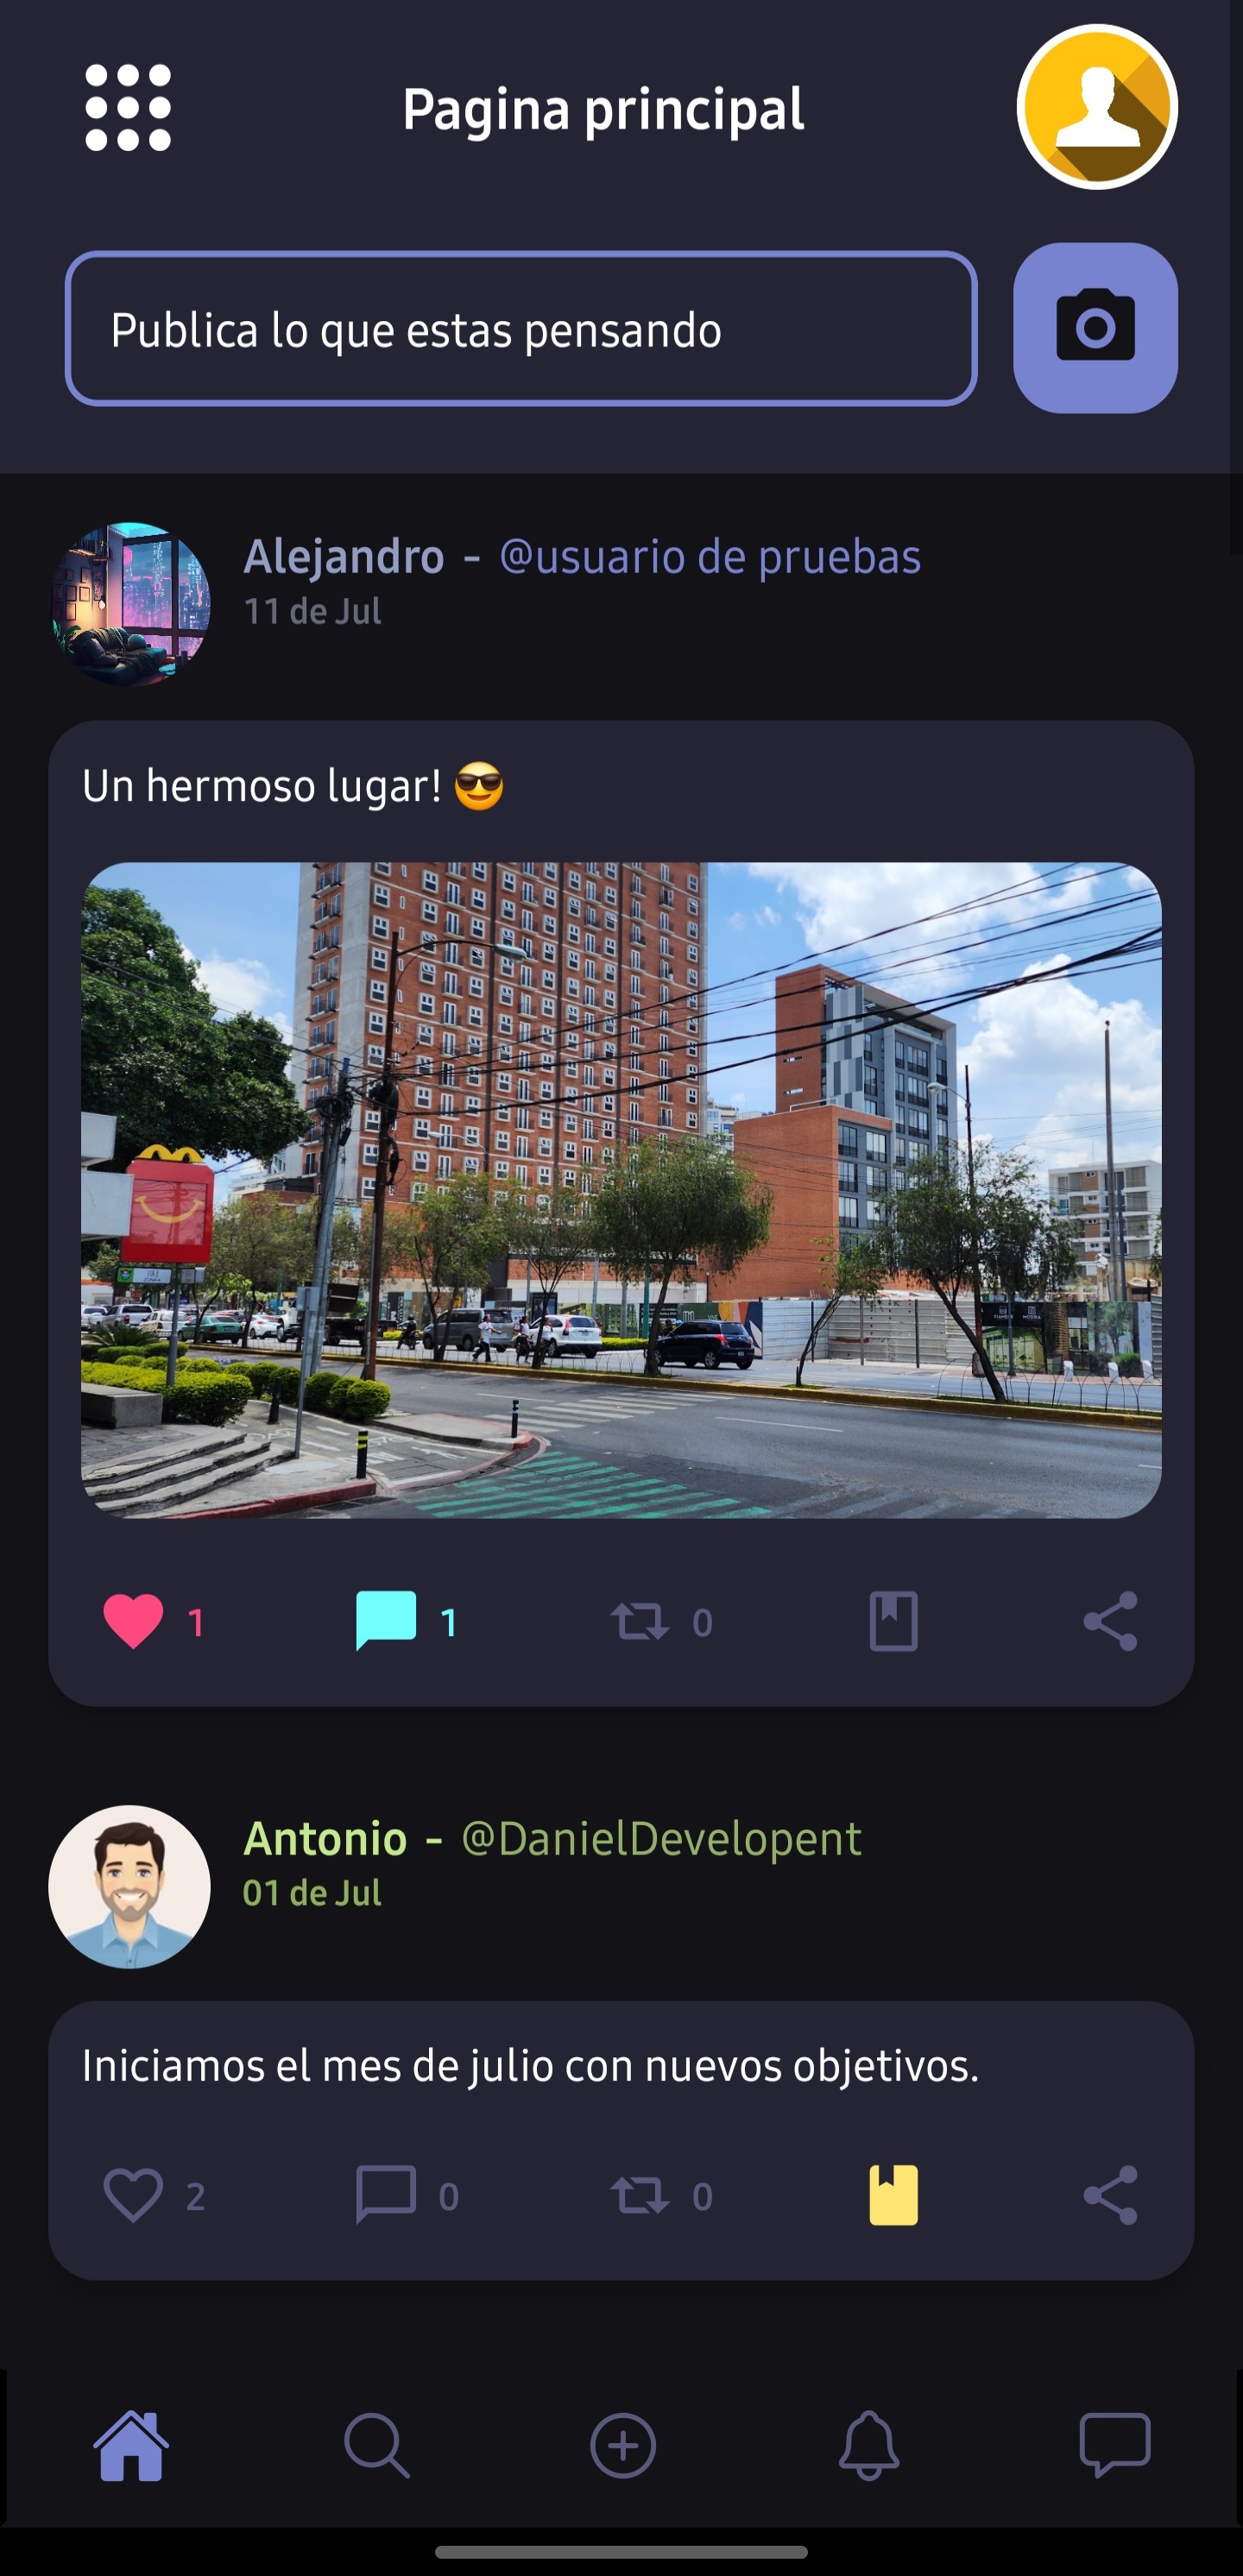 Pagina principal
Publica lo que estas pensando
Alejandro - @usuario de pruebas
11 de Jul
Un hermoso lugar! 😎
1 1 0
Antonio - @DanielDevelopent
01 de Jul
Iniciamos el mes de julio con nuevos objetivos.
2 0 0